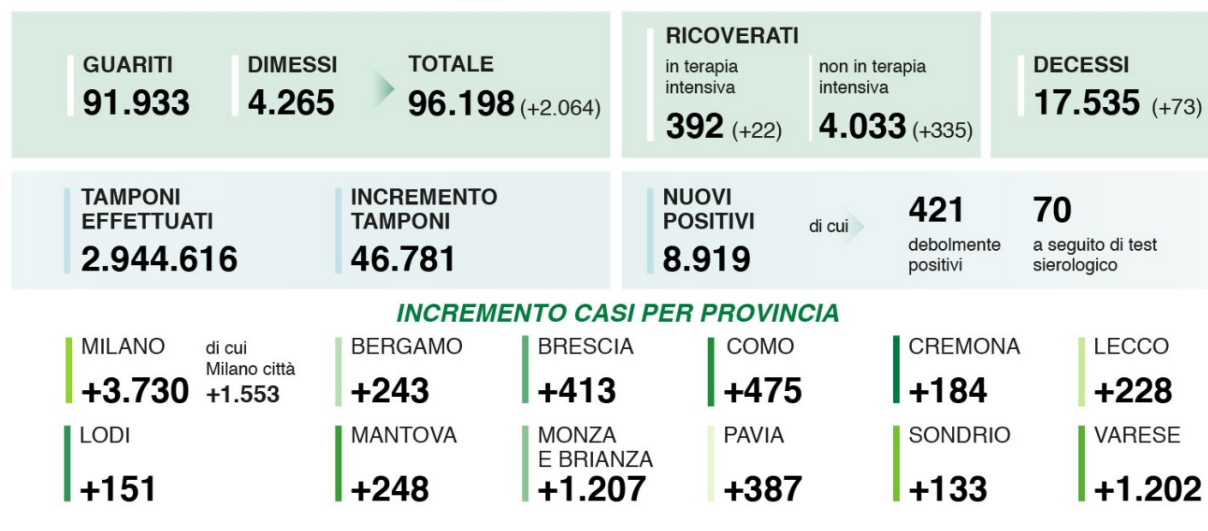 GUARITI
91.933
DIMESSI
4.265
TOTALE
96.198 (+2.064)
RICOVERATI
in terapia
intensiva
392 (+22)
non in terapia
intensiva
4.033 (+335)
DECESSI
17.535 (+73)
TAMPONI
EFFETTUATI
2.944.616
INCREMENTO
TAMPONI
46.781
NUOVI
POSITIVI
8.919
di cui
421
debolmente
positivi
70
a seguito di test
sierologico
INCREMENTO CASI PER PROVINCIA
MILANO
+3.730
di cui
Milano città
+1.553
BERGAMO
+243
BRESCIA
+413
COMO
+475
CREMONA
+184
LECCO
+228
LODI
+151
MANTOVA
+248
MONZA
E BRIANZA
+1.207
PAVIA
+387
SONDRIO
+133
VARESE
+1.202